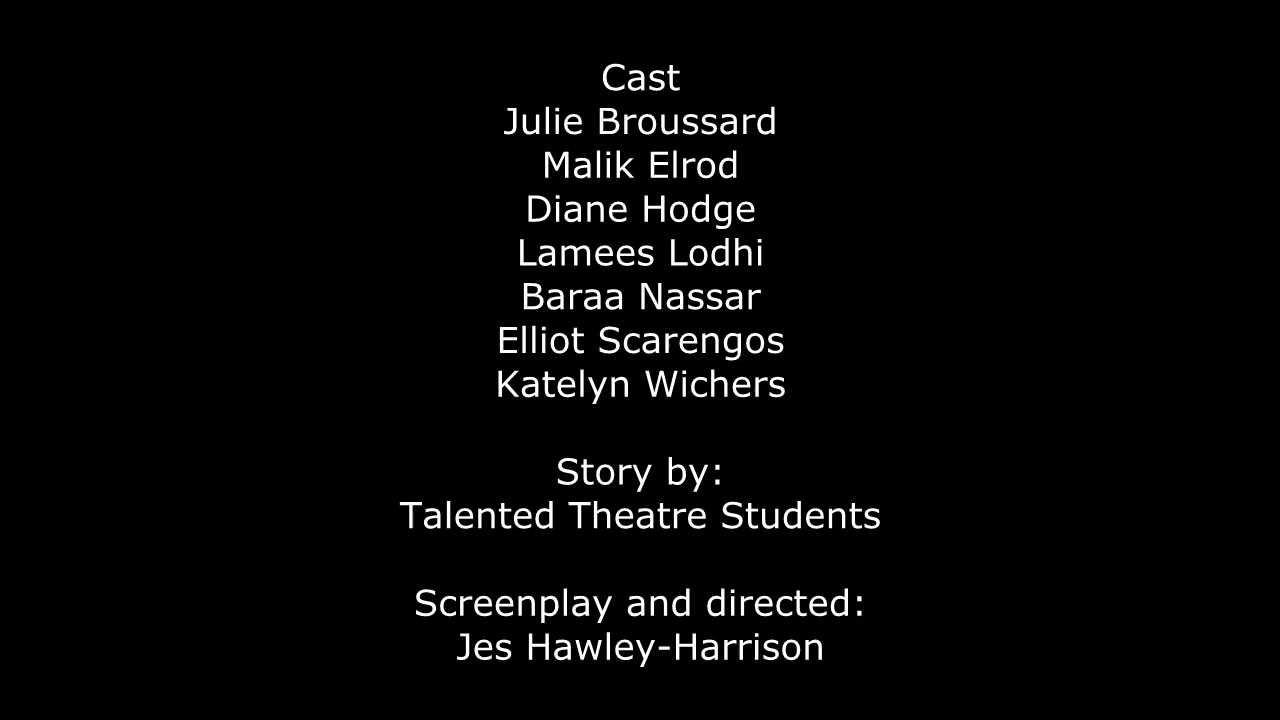 Cast
Julie Broussard
Malik Elrod
Diane Hodge
Lamees Lodhi
Baraa Nassar
Elliot Scarengos
Katelyn Wichers
Story by:
Talented Theatre Students
Screenplay and directed:
Jes Hawley-Harrison